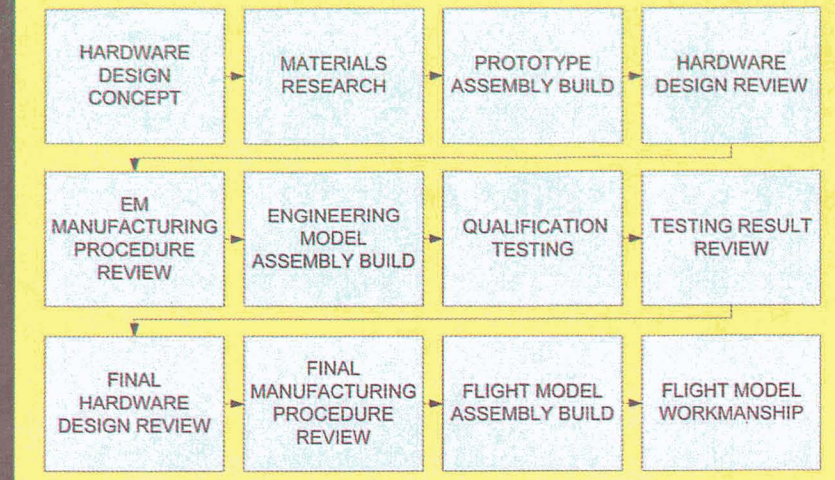 HARDWARE
DESIGN
CONCEPT
MATERIALS
RESEARCH
PROTOTYPE
ASSEMBLY BUILD
HARDWARE
DESIGN REVIEW
EM
MANUFACTURING
PROCEDURE
REVIEW
ENGINEERING
MODEL
ASSEMBLY BUILD
QUALIFICATION
TESTING
TESTING RESULT
REVIEW
FINAL
HARDWARE
DESIGN REVIEW
FINAL
MANUFACTURING
PROCEDURE
REVIEW
FLIGHT MODEL
ASSEMBLY BUILD
FLIGHT MODEL
WORKMANSHIP